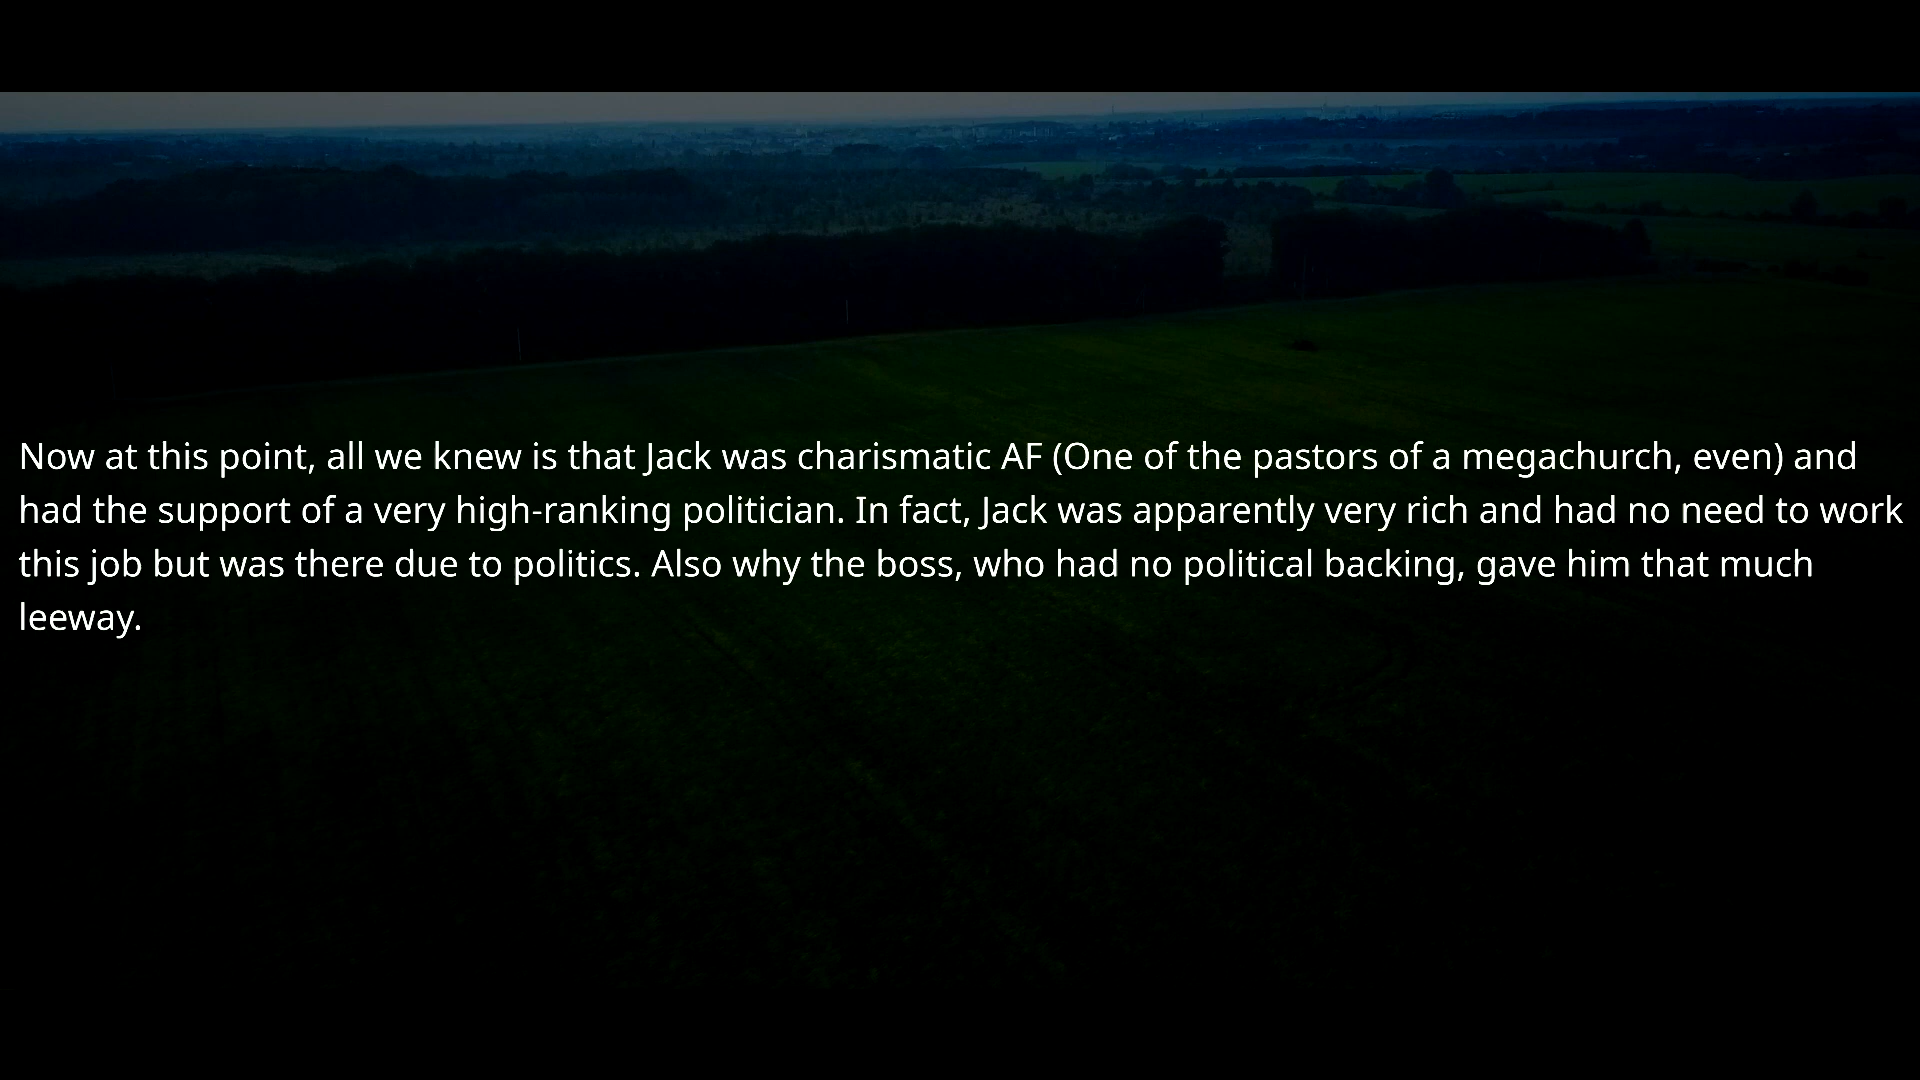 Now at this point, all we knew is that Jack was charismatic AF (One of the pastors of a megachurch, even) and
had the support of a very high-ranking politician. In fact, Jack was apparently very rich and had no need to work
this job but was there due to politics. Also why the boss, who had no political backing, gave him that much
leeway.